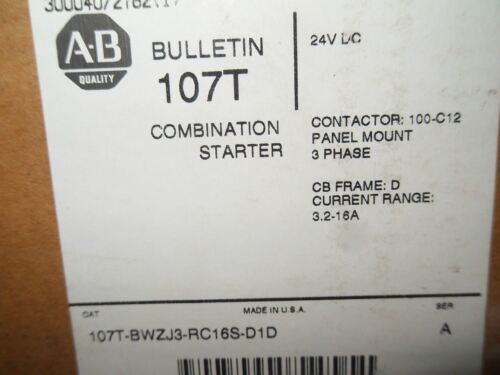 A-B
QUALITY
BULLETIN
107T
COMBINATION
STARTER
24V DC
CONTACTOR: 100-C12
PANEL MOUNT
3 PHASE
CB FRAME: D
CURRENT RANGE:
3.2-16A
CAT
MADE IN U.S.A.
SER
107T-BWZJ3-RC16S-D1D
A